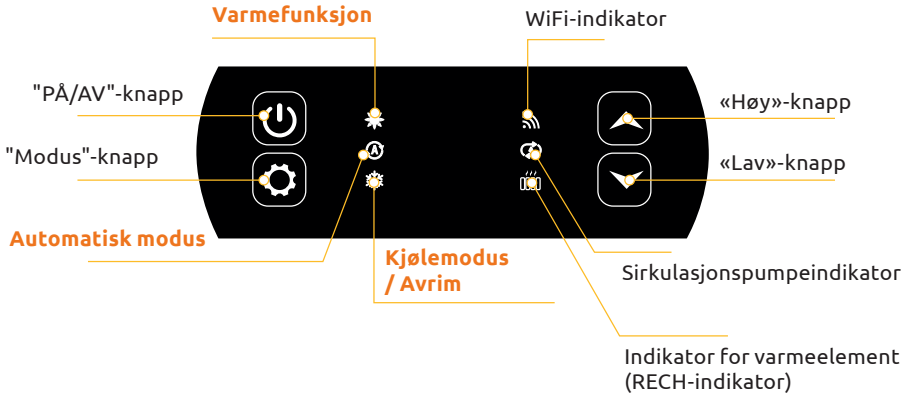 Varmefunksjon
WiFi-indikator
"PÅ/AV"-knapp
«Høy»-knapp
"Modus"-knapp
«Lav»-knapp
A
Automatisk modus
Kjølemodus
/ Avrim
Sirkulasjonspumpeindikator
Indikator for varmeelement
(RECH-indikator)